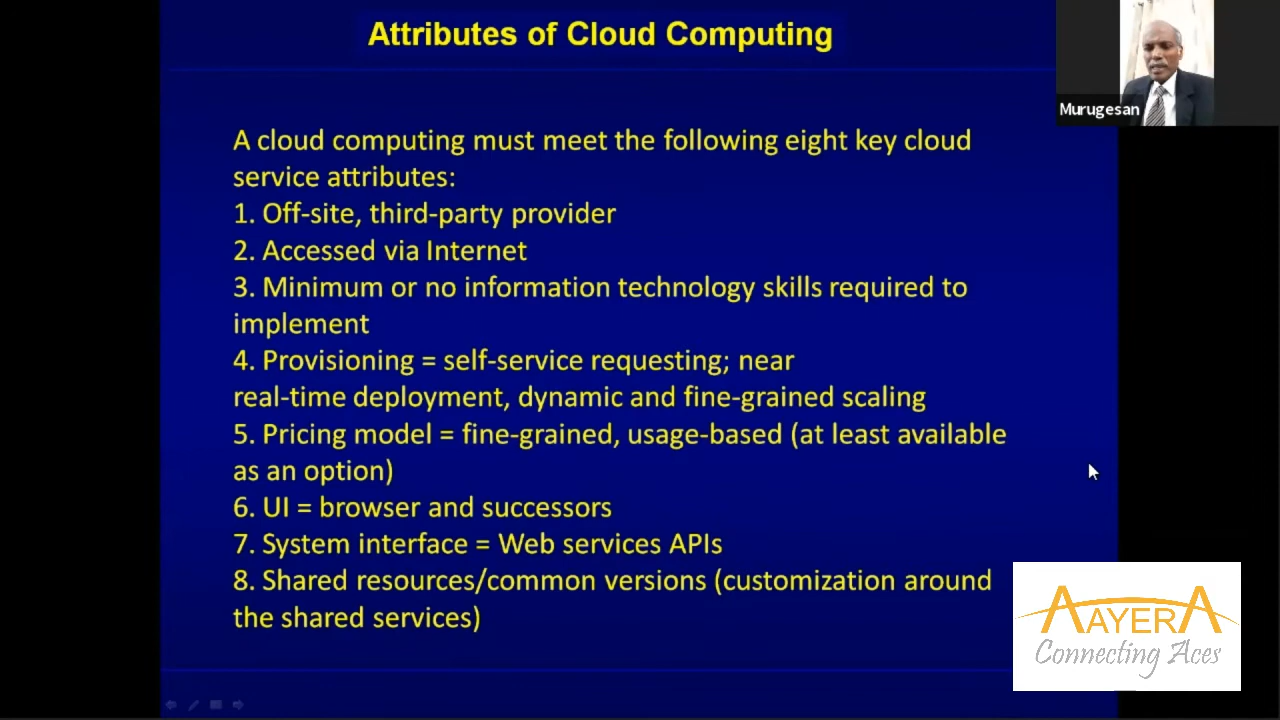 Attributes of Cloud Computing
Murugesan
A cloud computing must meet the following eight key cloud
service attributes:
1. Off-site, third-party provider
2. Accessed via Internet
3. Minimum or no information technology skills required to
implement
4. Provisioning = self-service requesting; near
real-time deployment, dynamic and fine-grained scaling
5. Pricing model = fine-grained, usage-based (at least available
as an option)
6. UI = browser and successors
7. System interface = Web services APIs
8. Shared resources/common versions (customization around
the shared services)
AAYERA
Connecting Aces